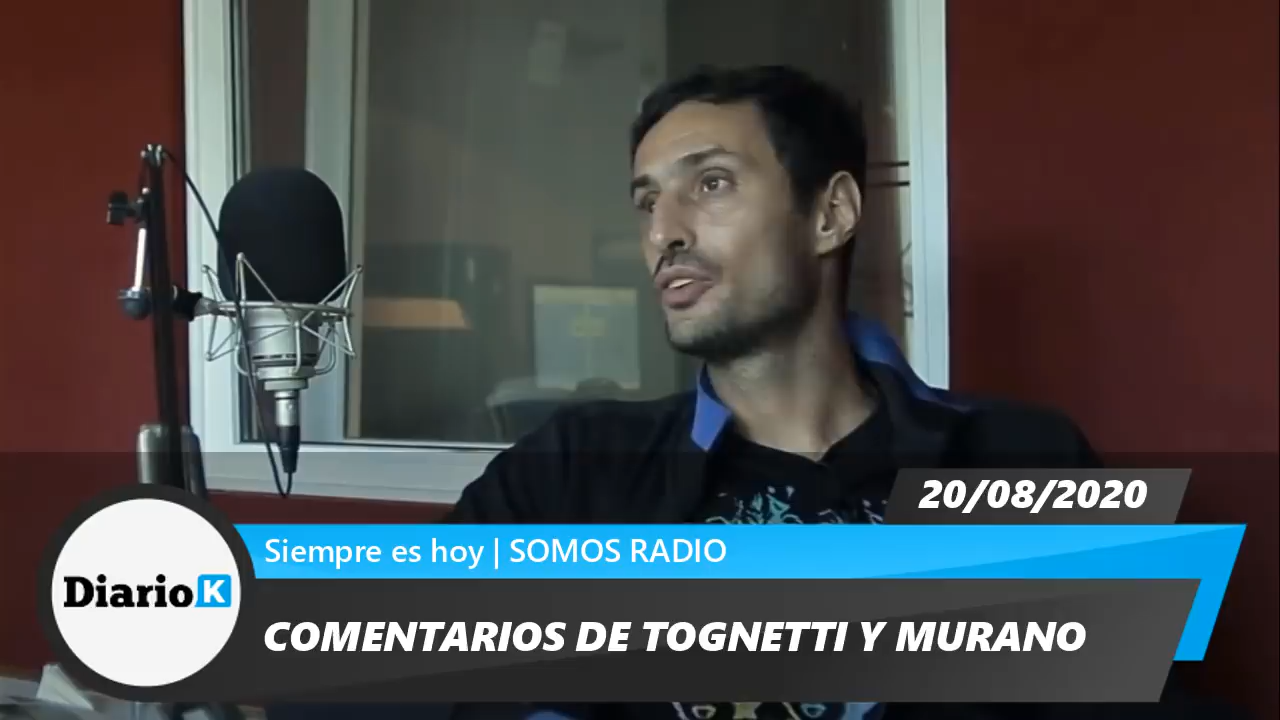 20/08/2020
Siempre es hoy | SOMOS RADIO
DiarioK
COMENTARIOS DE TOGNETTI Y MURANO